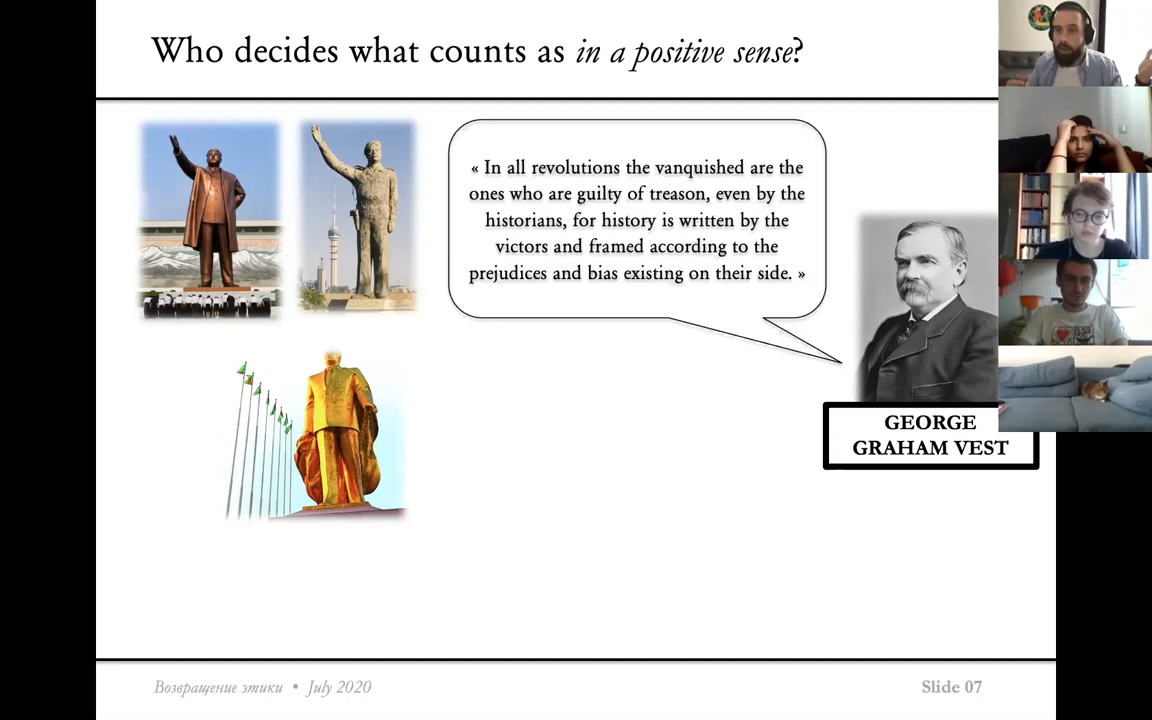 Who decides what counts as in a positive sense?
« In all revolutions the vanquished are the
ones who are guilty of treason, even by the
historians, for history is written by the
victors and framed according to the
prejudices and bias existing on their side. »
GEORGE
GRAHAM VEST
Возвращение этики • July 2020
Slide 07